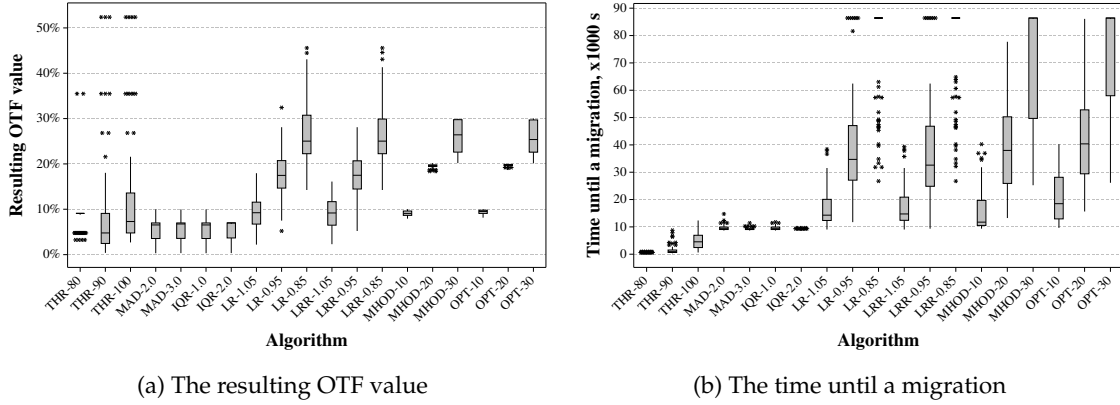 Resulting OTF value
50%
40%
30%
20%
10%
0%
THR-80
THR-90
THR-100
MAD-2.0
MAD-3.0
IQR-1.0
IQR-2.0
LR-1.05
LR-0.95
LR-0.85
LRR-1.05
LRR-0.95
LRR-0.85
MHOD-10
MHOD-20
MHOD-30
OPT-10
OPT-20
OPT-30
Algorithm
(a) The resulting OTF value
Time until a migration, x1000 s
90
80
70
60
50
40
30
20
10
0
THR-80
THR-90
THR-100
MAD-2.0
MAD-3.0
IQR-1.0
IQR-2.0
LR-1.05
LR-0.95
LR-0.85
LRR-1.05
LRR-0.95
LRR-0.85
MHOD-10
MHOD-20
MHOD-30
OPT-10
OPT-20
OPT-30
Algorithm
(b) The time until a migration